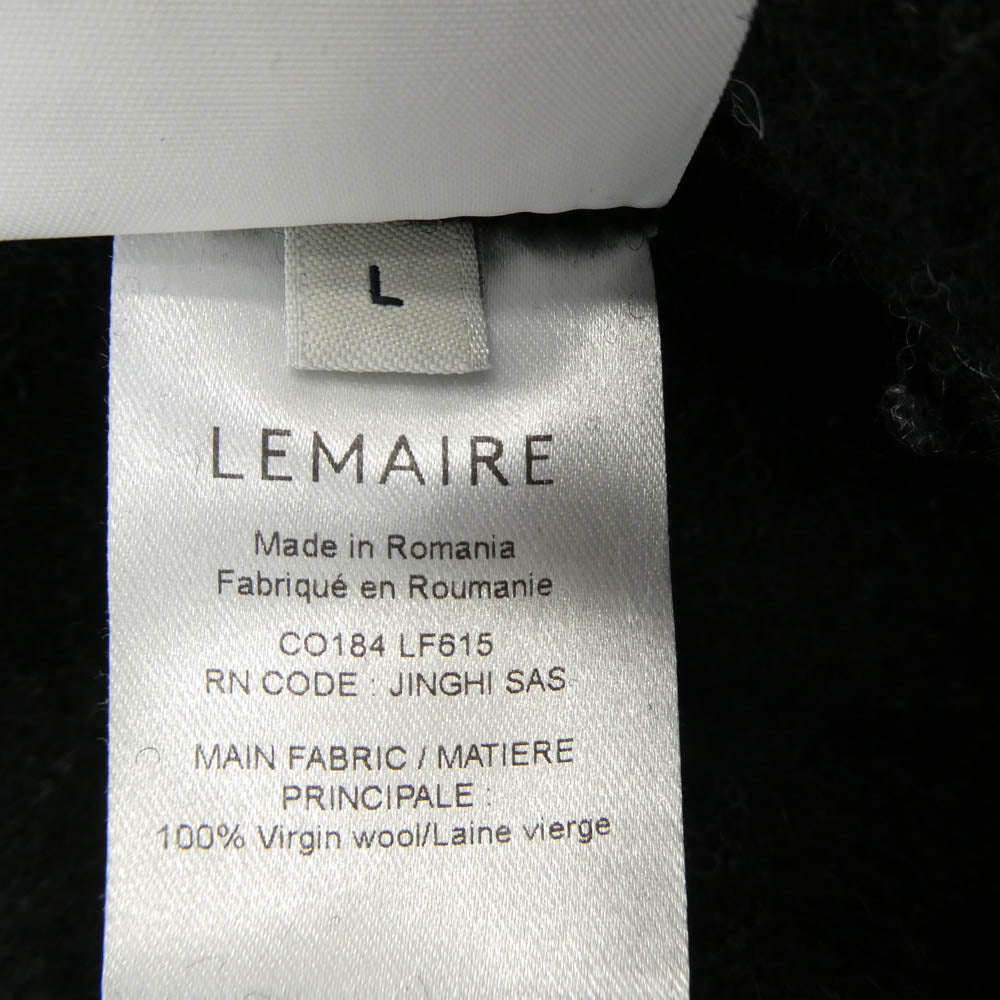 L
LEMAIRE
Made in Romania
Fabriqué en Roumanie
CO184 LF615
RN CODE : JINGHI SAS
MAIN FABRIC / MATIERE
PRINCIPALE :
100% Virgin wool/Laine vierge